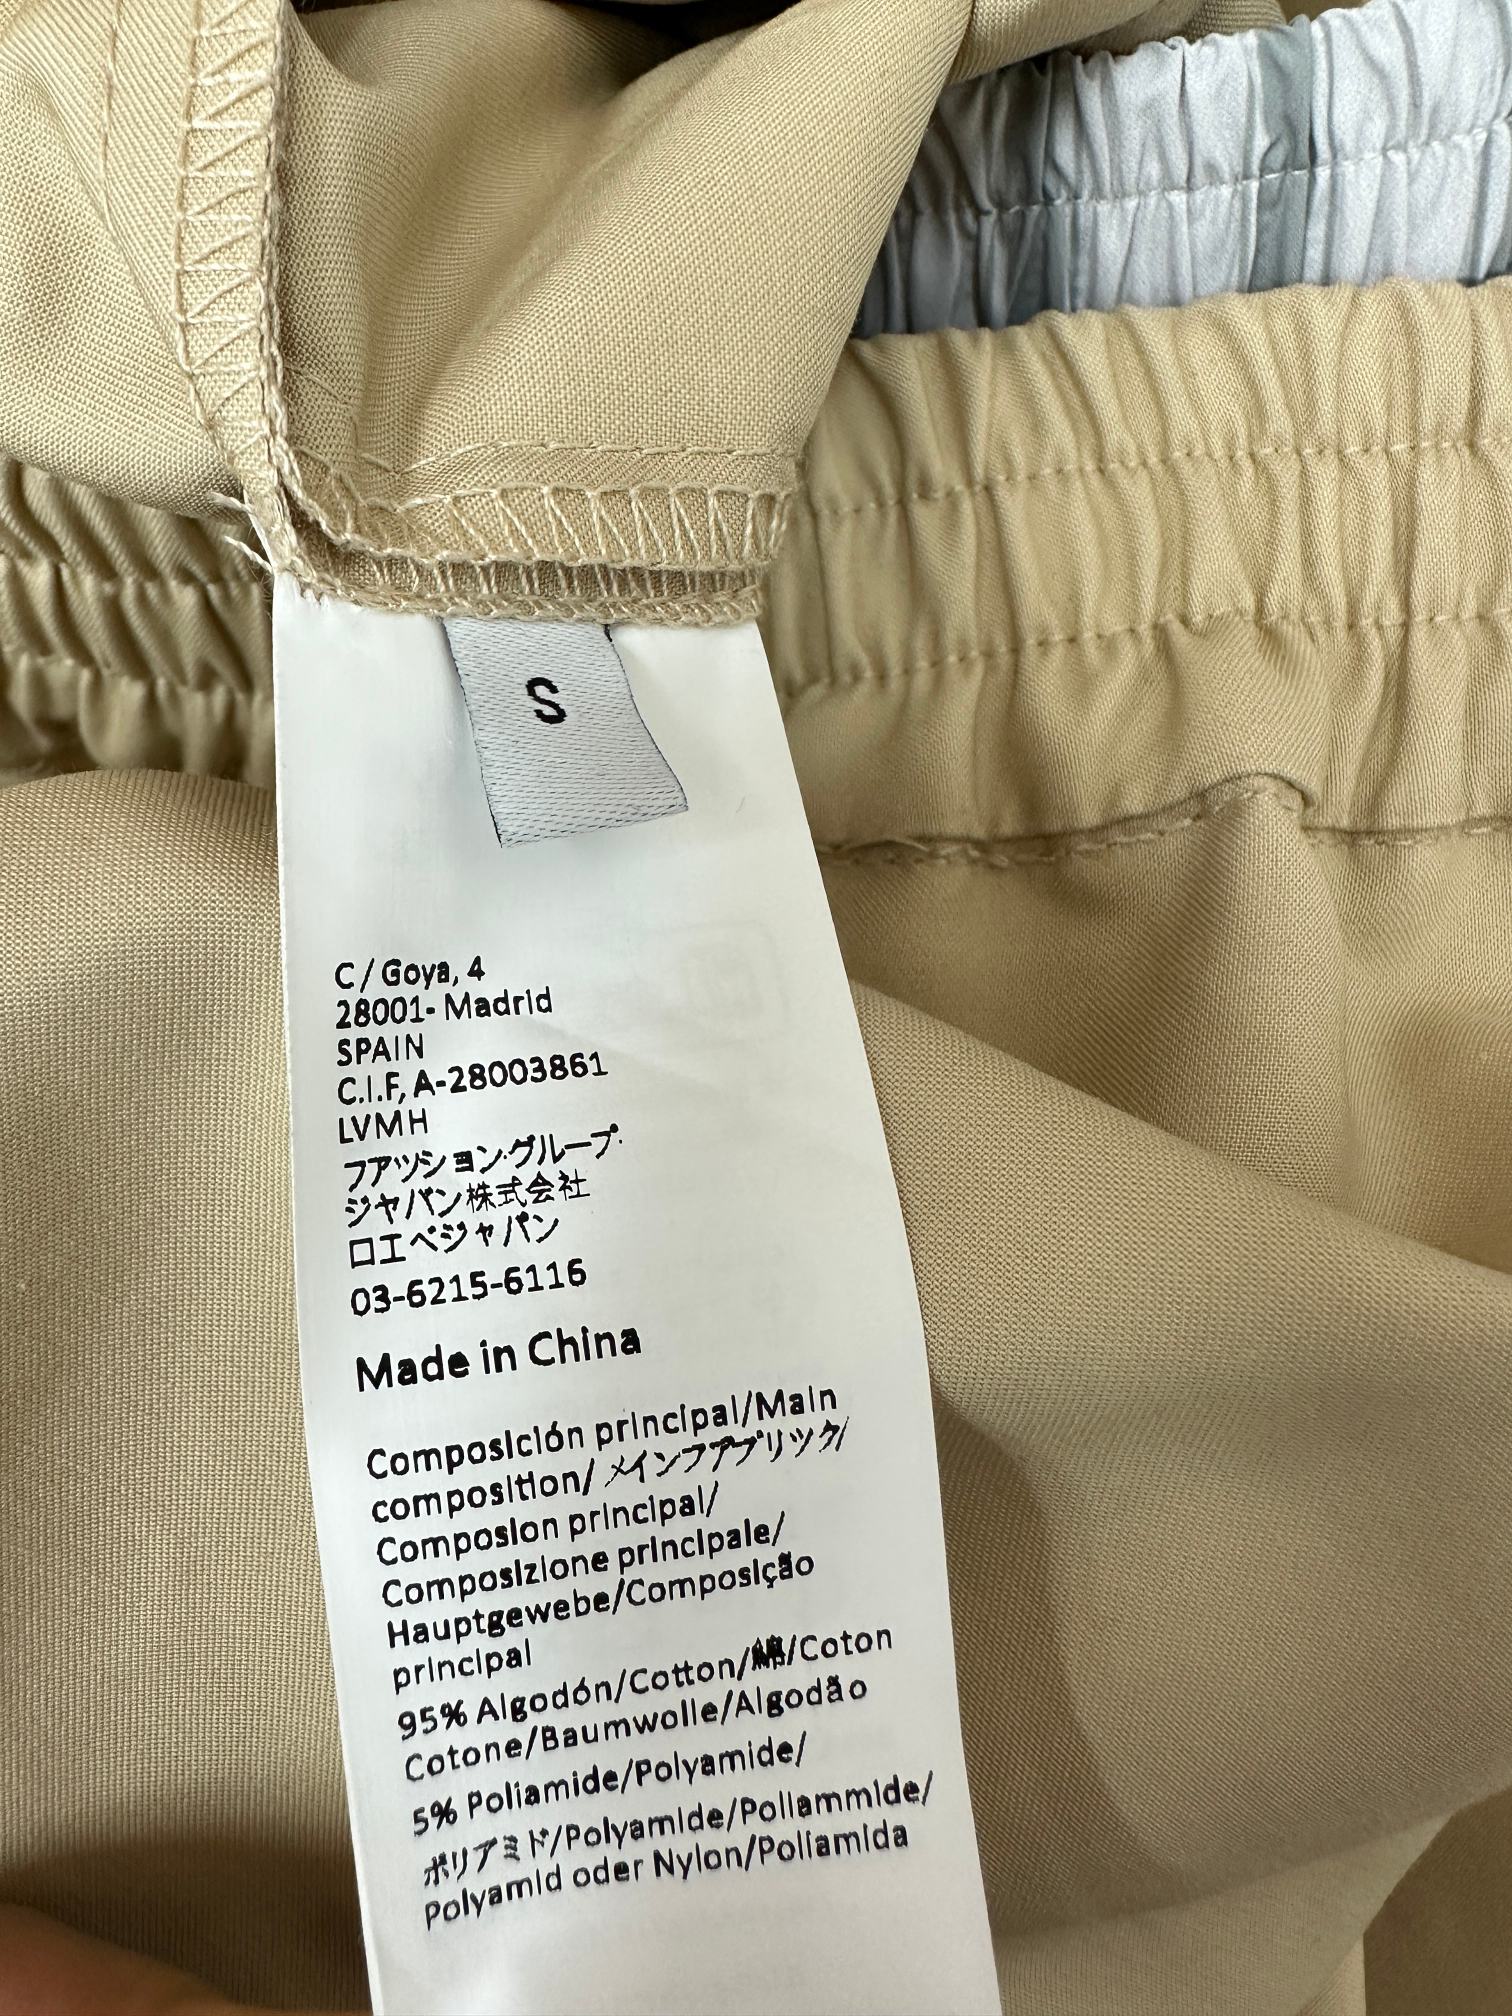 S
C/Goya, 4
28001- Madrid
SPAIN
C.I.F, A-28003861
LVMH
フアッション·グループ·
ジャパン株式会社
ロエベジャパン
03-6215-6116
Made in China
Composición principal/Main
composition/メインフアブリック/
Composion principal/
Composizione principale/
Hauptgewebe/Composição
principal
95% Algodón/Cotton/綿/Coton
Cotone/Baumwolle/Algodão
5% Poliamide/Polyamide/
ポリアミド/Polyamide/Poliammide/
Polyamid oder Nylon/Poliamida